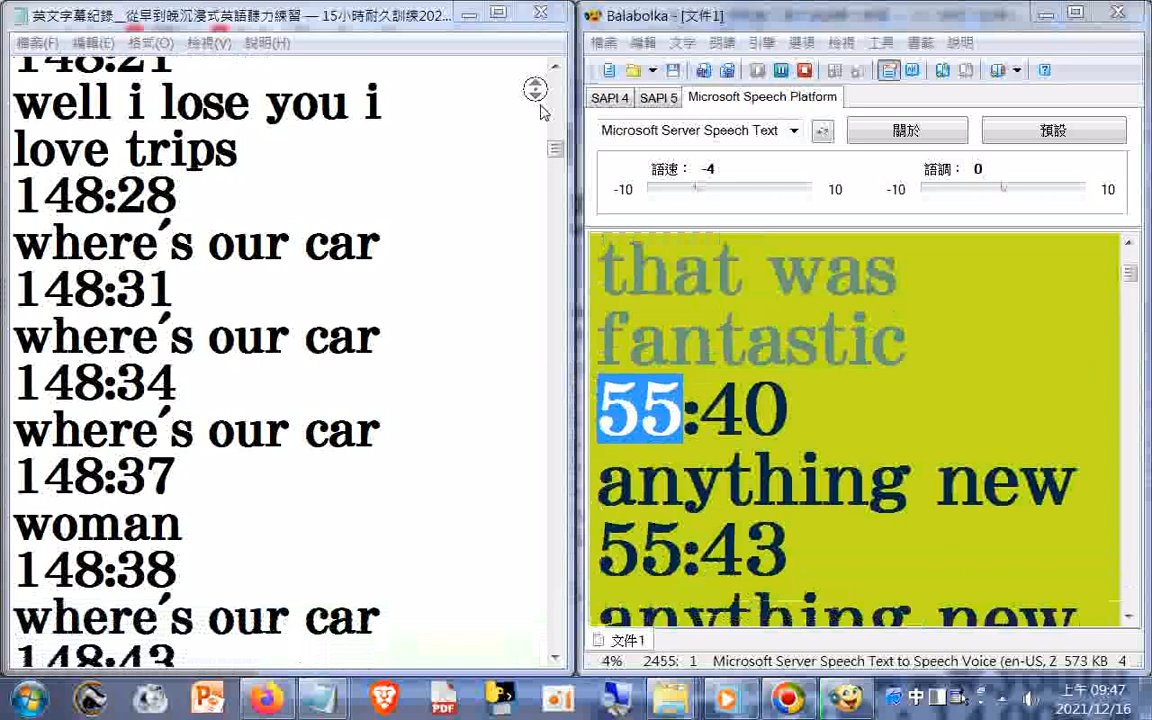 英文字幕紀錄__從早到晚沉浸式英語聽力練習 — 15小時耐久訓練202...
檔案(F) 編輯(E) 格式(O) 檢視(V) 說明(H)
148:21
well i lose you i
love trips
148:28
where´s our car
148:31
where´s our car
148:34
where´s our car
148:37
woman
148:38
where´s our car
148:43
Balabolka - [文件1]
檔案 編輯 文字 朗讀 引擎 選項 檢視 工具 書籤 說明
SAPI 4 SAPI 5 Microsoft Speech Platform
Microsoft Server Speech Text 關於 預設
語速： -4 語調： 0
-10 10 -10 10
that was
fantastic
55:40
anything new
55:43
anything new
文件1
4% 2455: 1 Microsoft Server Speech Text to Speech Voice (en-US, Z 573 KB 4
PDF 中 上午 09:47
2021/12/16